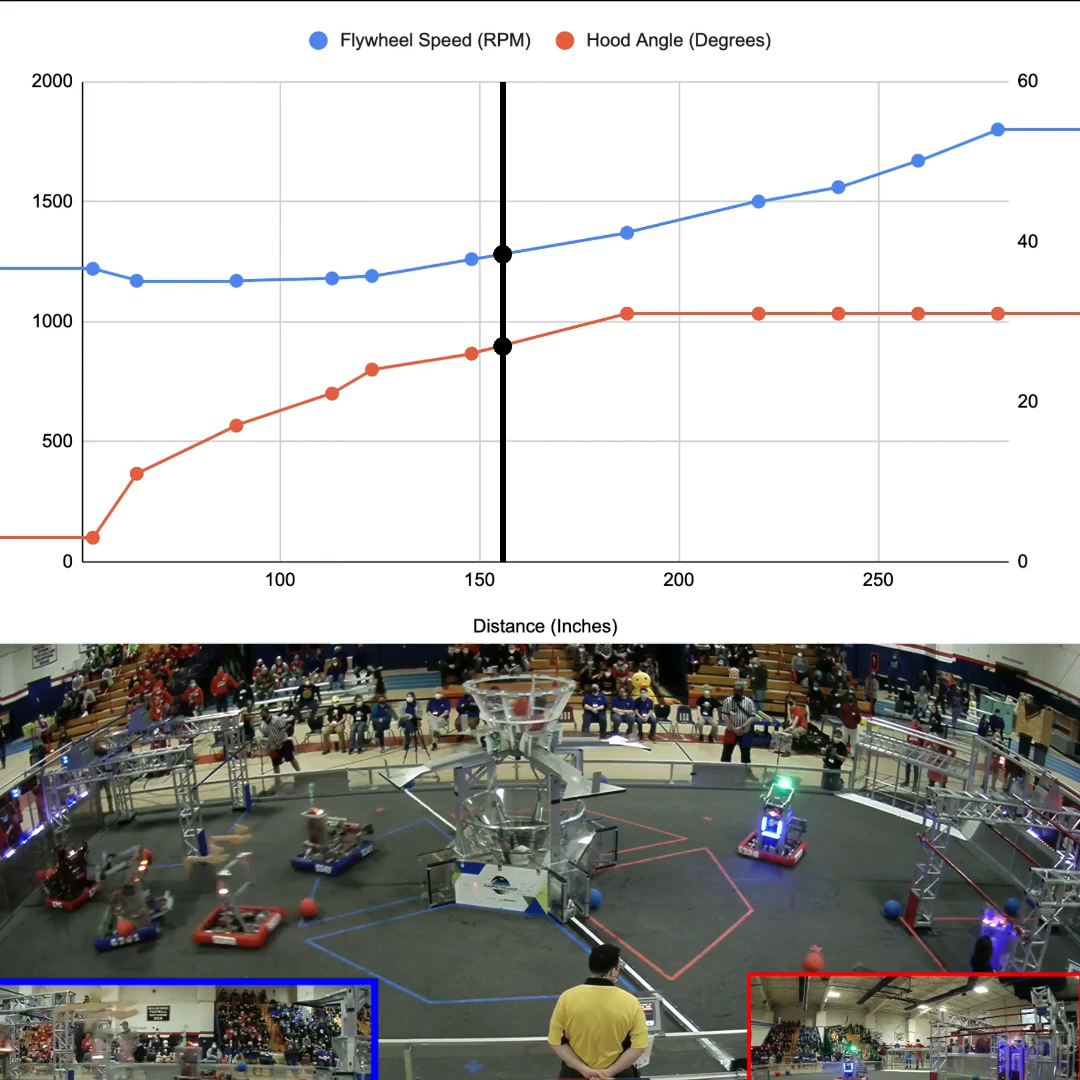 Flywheel Speed (RPM) Hood Angle (Degrees)
2000 60
1500
40
1000
20
500
0 0
100 150 200 250
Distance (Inches)